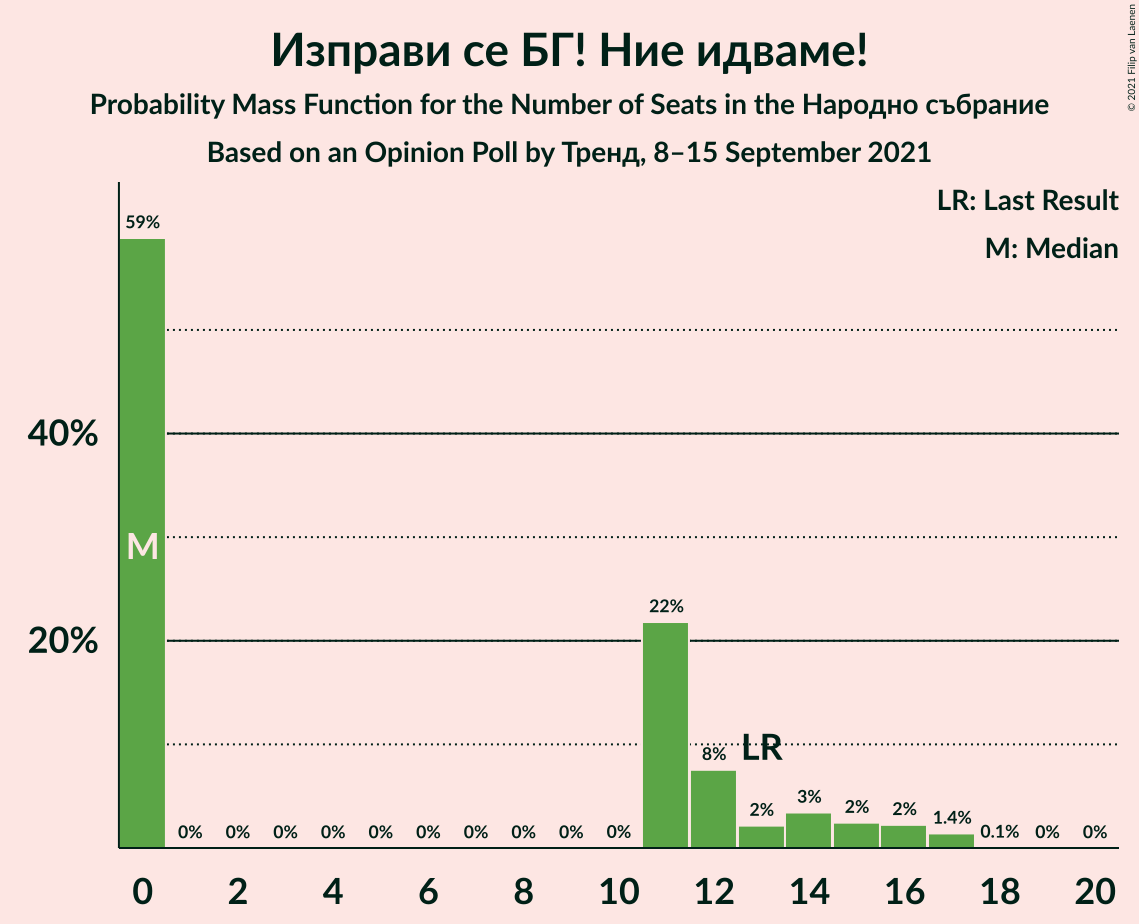 Изправи се БГ! Ние идваме!
Probability Mass Function for the Number of Seats in the Народно събрание
Based on an Opinion Poll by Тренд, 8–15 September 2021
© 2021 Filip van Laenen
LR: Last Result
M: Median
59%
40%
M
22%
20%
LR
8%
3%
2%
2%
2%
1.4%
0% 0% 0% 0% 0% 0% 0% 0% 0% 0% 0.1% 0% 0%
0 2 4 6 8 10 12 14 16 18 20